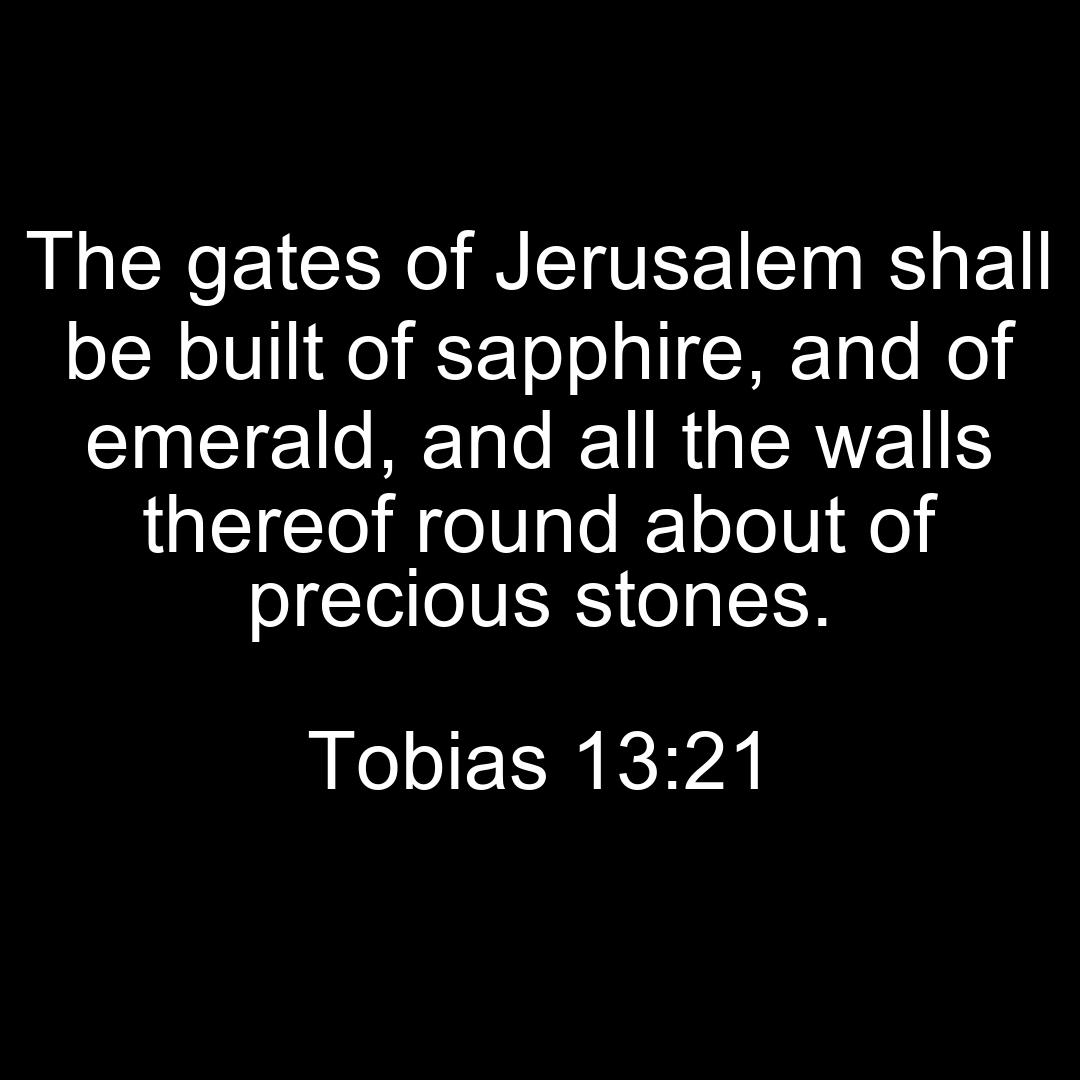 The gates of Jerusalem shall
be built of sapphire, and of
emerald, and all the walls
thereof round about of
precious stones.
Tobias 13:21